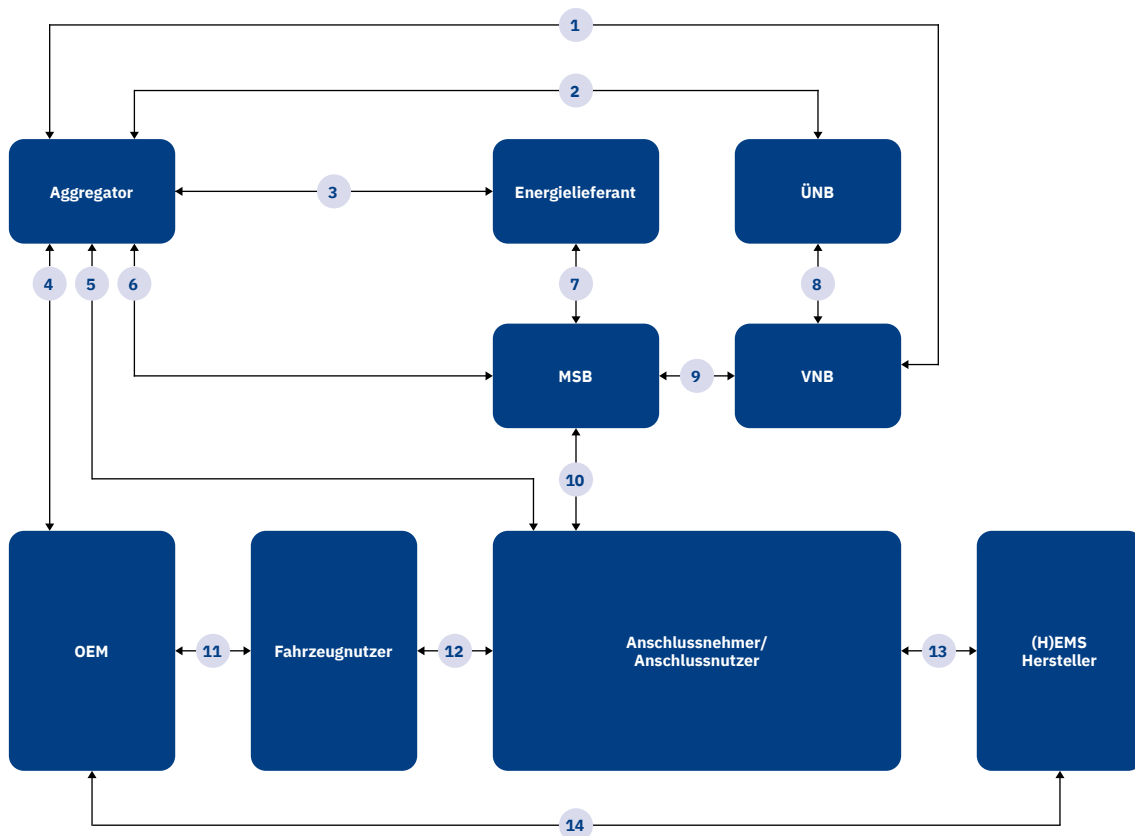 1
2
Aggregator
3
Energielieferant
ÜNB
4
5
6
7
8
MSB
9
VNB
10
OEM
11
Fahrzeugnutzer
12
Anschlussnehmer/
Anschlussnutzer
13
(H)EMS
Hersteller
14